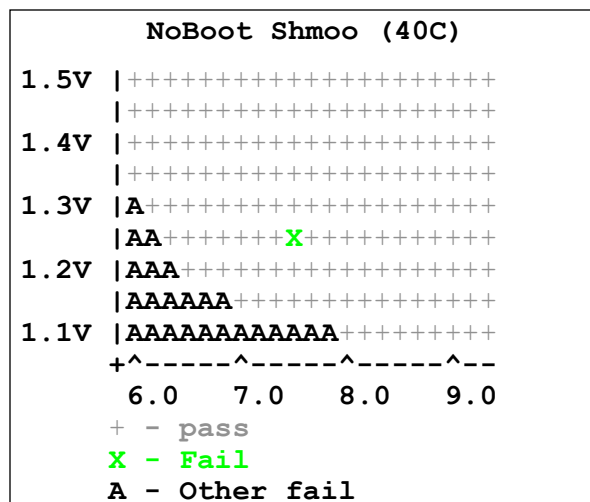 NoBoot Shmoo (40C)
1.5V |+++++++++++++++++++++
|+++++++++++++++++++++
1.4V |+++++++++++++++++++++
|+++++++++++++++++++++
1.3V |A++++++++++++++++++++
|AA+++++++X+++++++++++
1.2V |AAA++++++++++++++++++
|AAAAAA+++++++++++++++
1.1V |AAAAAAAAAAAA+++++++++
+^-----^-----^-----^--
6.0 7.0 8.0 9.0
+ - pass
X - Fail
A - Other fail